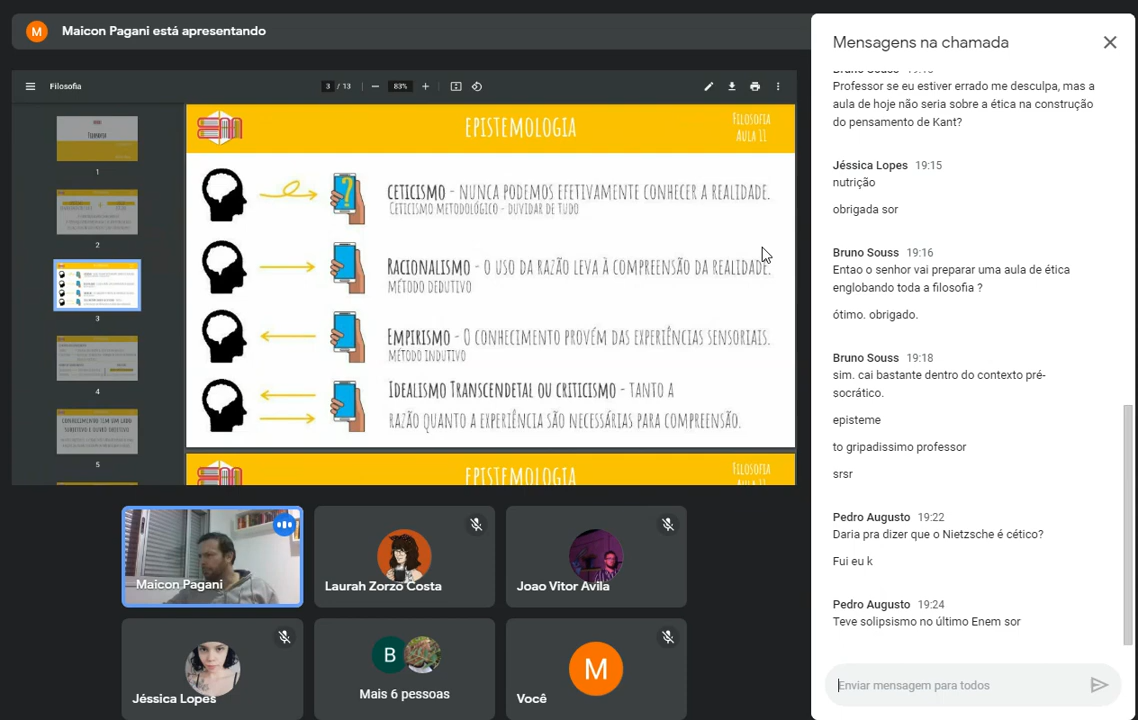 M
Maicon Pagani está apresentando
Filosofia
3 / 13
83%
1
2
3
4
5
EPISTEMOLOGIA
FILOSOFIA
AULA 11
?
CETICISMO - NUNCA PODEMOS EFETIVAMENTE CONHECER A REALIDADE.
CETICISMO METODOLÓGICO - DUVIDAR DE TUDO
RACIONALISMO - O USO DA RAZÃO LEVA À COMPREENSÃO DA REALIDADE.
MÉTODO DEDUTIVO
EMPIRISMO - O CONHECIMENTO PROVÉM DAS EXPERIÊNCIAS SENSORIAIS.
MÉTODO INDUTIVO
IDEALISMO TRANSCENDETAL OU CRITICISMO - TANTO A
RAZÃO QUANTO A EXPERIÊNCIA SÃO NECESSÁRIAS PARA COMPREENSÃO.
EPISTEMOLOGIA
FILOSOFIA
Maicon Pagani
Laurah Zorzo Costa
Joao Vitor Avila
Jéssica Lopes
B
Mais 6 pessoas
M
Você
Mensagens na chamada
Bruno Souss
Professor se eu estiver errado me desculpa, mas a
aula de hoje não seria sobre a ética na construção
do pensamento de Kant?
Jéssica Lopes 19:15
nutrição
obrigada sor
Bruno Souss 19:16
Entao o senhor vai preparar uma aula de ética
englobando toda a filosofia ?
ótimo. obrigado.
Bruno Souss 19:18
sim. cai bastante dentro do contexto pré-
socrático.
episteme
to gripadissimo professor
srsr
Pedro Augusto 19:22
Daria pra dizer que o Nietzsche é cético?
Fui eu k
Pedro Augusto 19:24
Teve solipsismo no último Enem sor
Enviar mensagem para todos